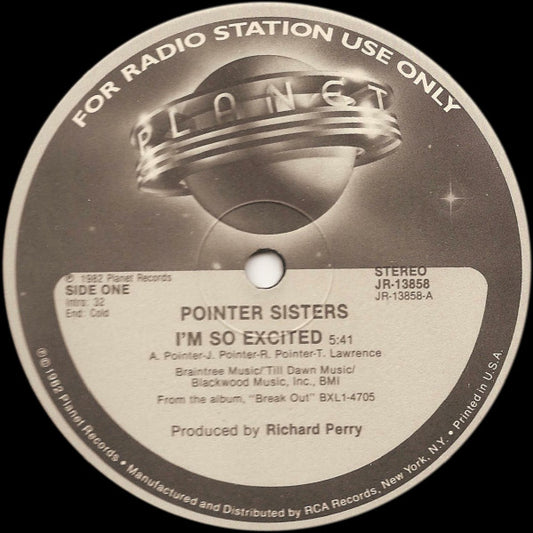 FOR RADIO STATION USE ONLY
PLANET
℗ 1982 Planet Records
SIDE ONE
Intro: 32
End: Cold
STEREO
JR-13858
JR-13858-A
POINTER SISTERS
I'M SO EXCiTED 5:41
A. Pointer-J. Pointer-R. Pointer-T. Lawrence
Braintree Music/'Till Dawn Music/
Blackwood Music, Inc., BMI
From the album, "Break Out" BXL1-4705
Produced by Richard Perry
℗©1982 Planet Records • Manufactured and Distributed by RCA Records, New York, N.Y. • Printed in U.S.A.